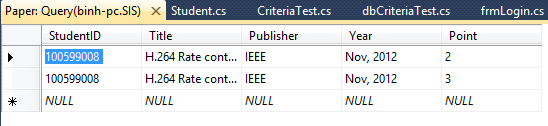 Paper: Query(binh-pc.SIS) Student.cs CriteriaTest.cs dbCriteriaTest.cs frmLogin.cs
StudentID Title Publisher Year Point
100599008 H.264 Rate cont... IEEE Nov, 2012 2
100599008 H.264 Rate cont... IEEE Nov, 2012 3
NULL NULL NULL NULL NULL